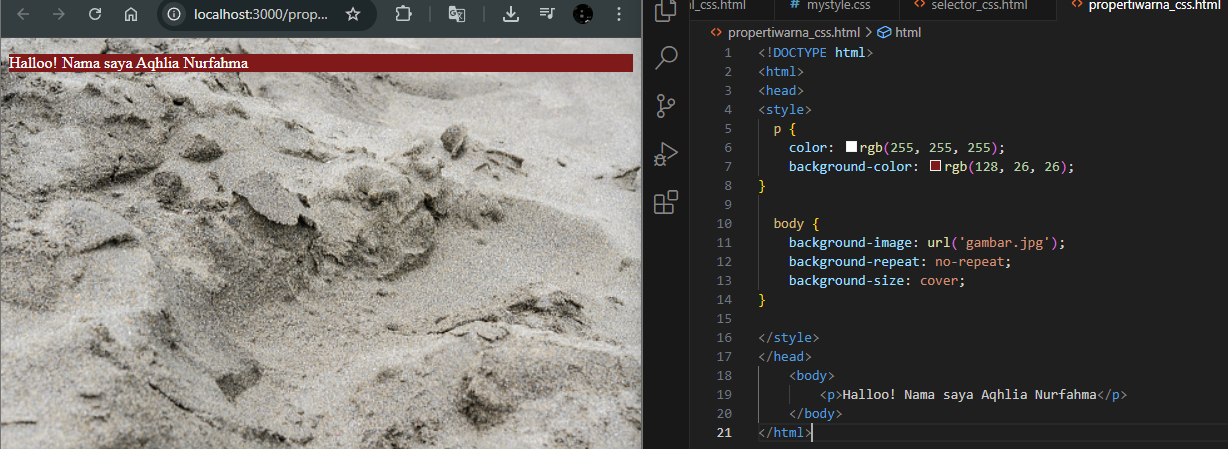 localhost:3000/prop...
Halloo! Nama saya Aqhlia Nurfahma
l_css.html
mystyle.css
selector_css.html
propertiwarna_css.html
propertiwarna_css.html > html
1 <!DOCTYPE html>
2 <html>
3 <head>
4 <style>
5 p {
6 color: rgb(255, 255, 255);
7 background-color: rgb(128, 26, 26);
8 }
9
10 body {
11 background-image: url('gambar.jpg');
12 background-repeat: no-repeat;
13 background-size: cover;
14 }
15
16 </style>
17 </head>
18 <body>
19 <p>Halloo! Nama saya Aqhlia Nurfahma</p>
20 </body>
21 </html>